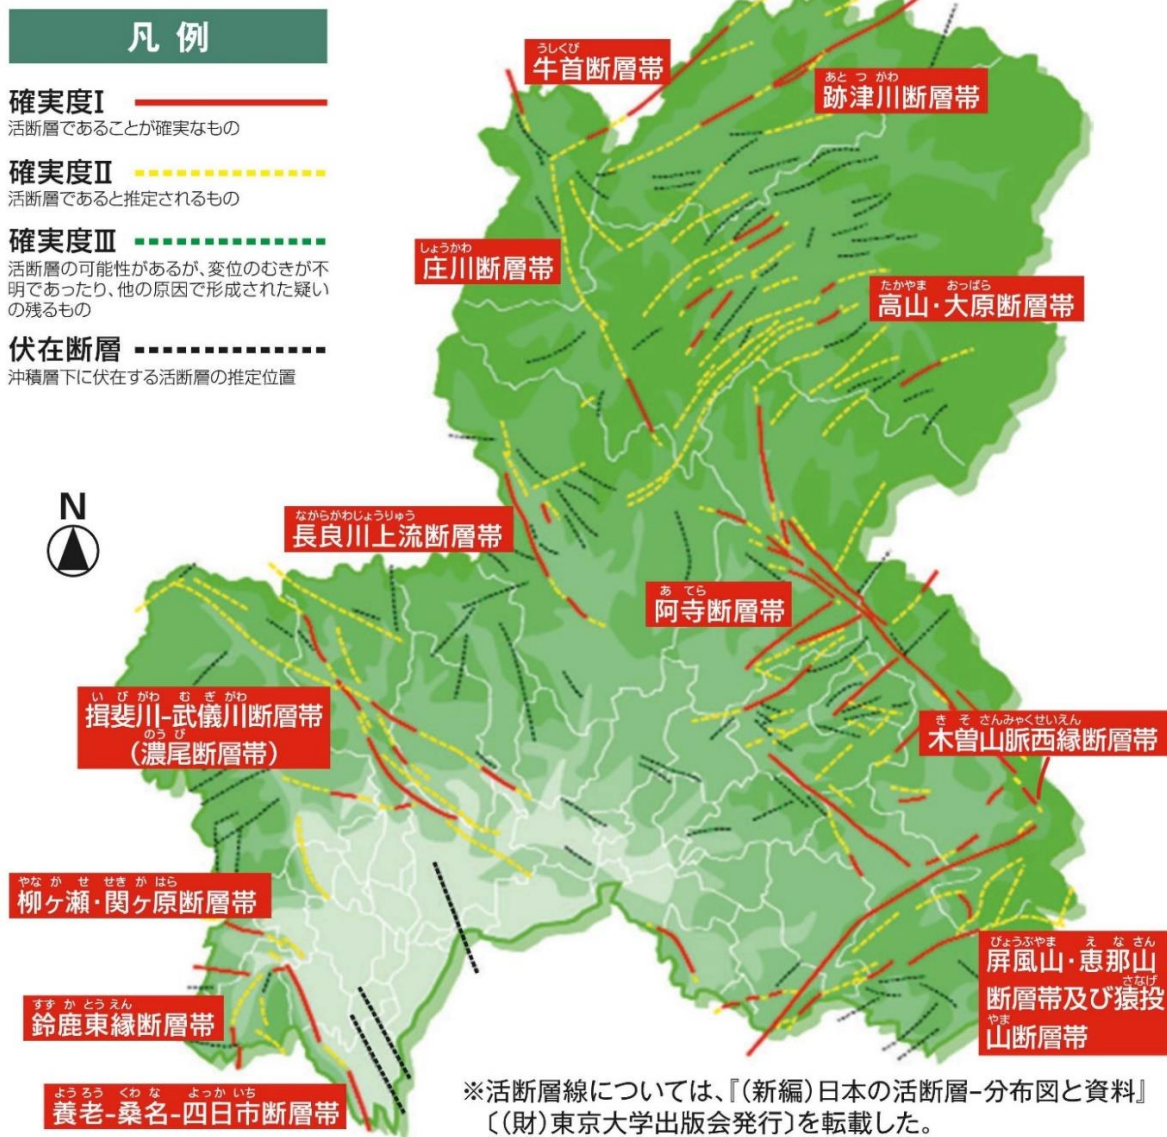 凡例
確実度Ⅰ
活断層であることが確実なもの
確実度Ⅱ
活断層であると推定されるもの
確実度Ⅲ
活断層の可能性があるが、変位のむきが不
明であったり、他の原因で形成された疑い
の残るもの
伏在断層
沖積層下に伏在する活断層の推定位置
N
うしくび
牛首断層帯
あとつがわ
跡津川断層帯
しょうかわ
庄川断層帯
たかやま おっぱら
高山・大原断層帯
ながらがわじょうりゅう
長良川上流断層帯
あてら
阿寺断層帯
いびがわ むぎがわ
揖斐川-武儀川断層帯
のうび
(濃尾断層帯)
きそさんみゃくせいえん
木曽山脈西縁断層帯
やながせ せきがはら
柳ヶ瀬・関ヶ原断層帯
びょうぶやま えなさん
屏風山・恵那山
さなげ
断層帯及び猿投
やま
山断層帯
すずかとうえん
鈴鹿東縁断層帯
ようろう くわな よっかいち
養老-桑名-四日市断層帯
※活断層線については、『(新編)日本の活断層-分布図と資料』
〔(財)東京大学出版会発行〕を転載した。